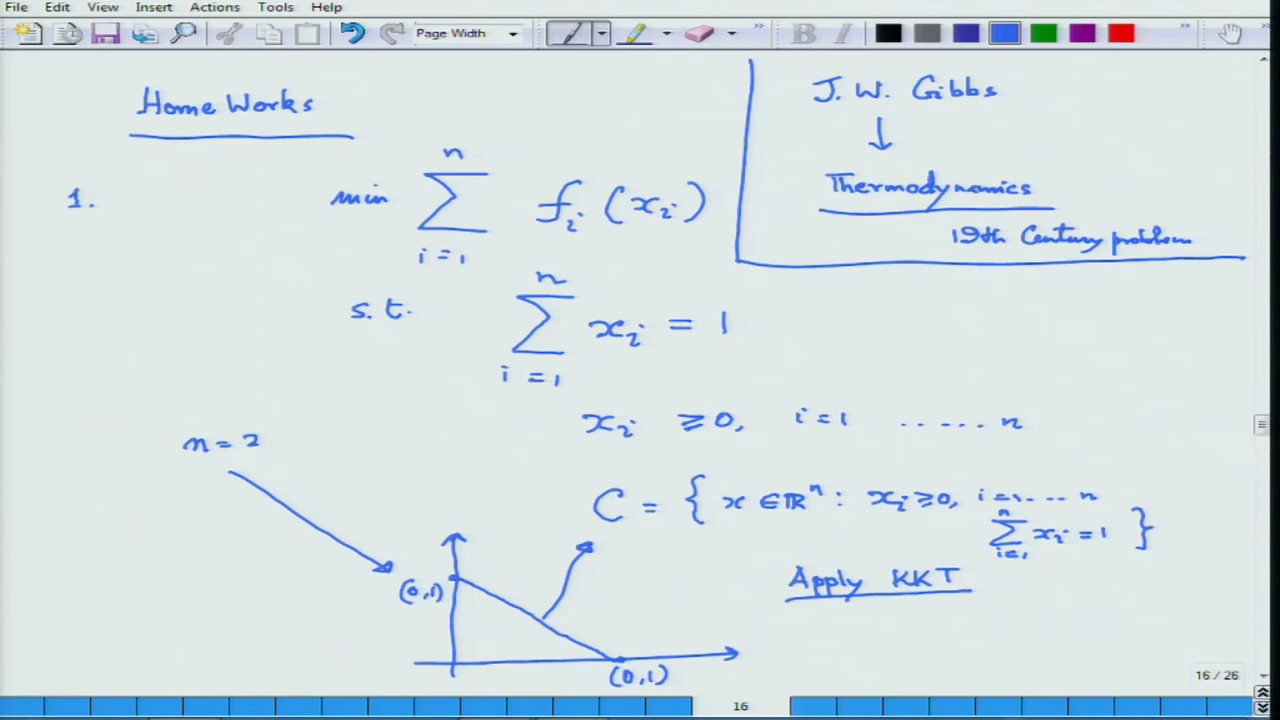 File Edit View Insert Actions Tools Help
Page Width
Home Works
J. W. Gibbs
↓
Thermodynamics
19th Century problem
1. min ∑_{i=1}^{n} f_i (x_i)
s.t. ∑_{i=1}^{n} x_i = 1
x_i ≥ 0, i=1 ..... n
n = 2
C = { x ∈ ℝ^n : x_i ≥ 0, i=1.... n
∑_{i=1}^{n} x_i = 1 }
Apply KKT
(0,1)
(0,1)
16 / 26
16